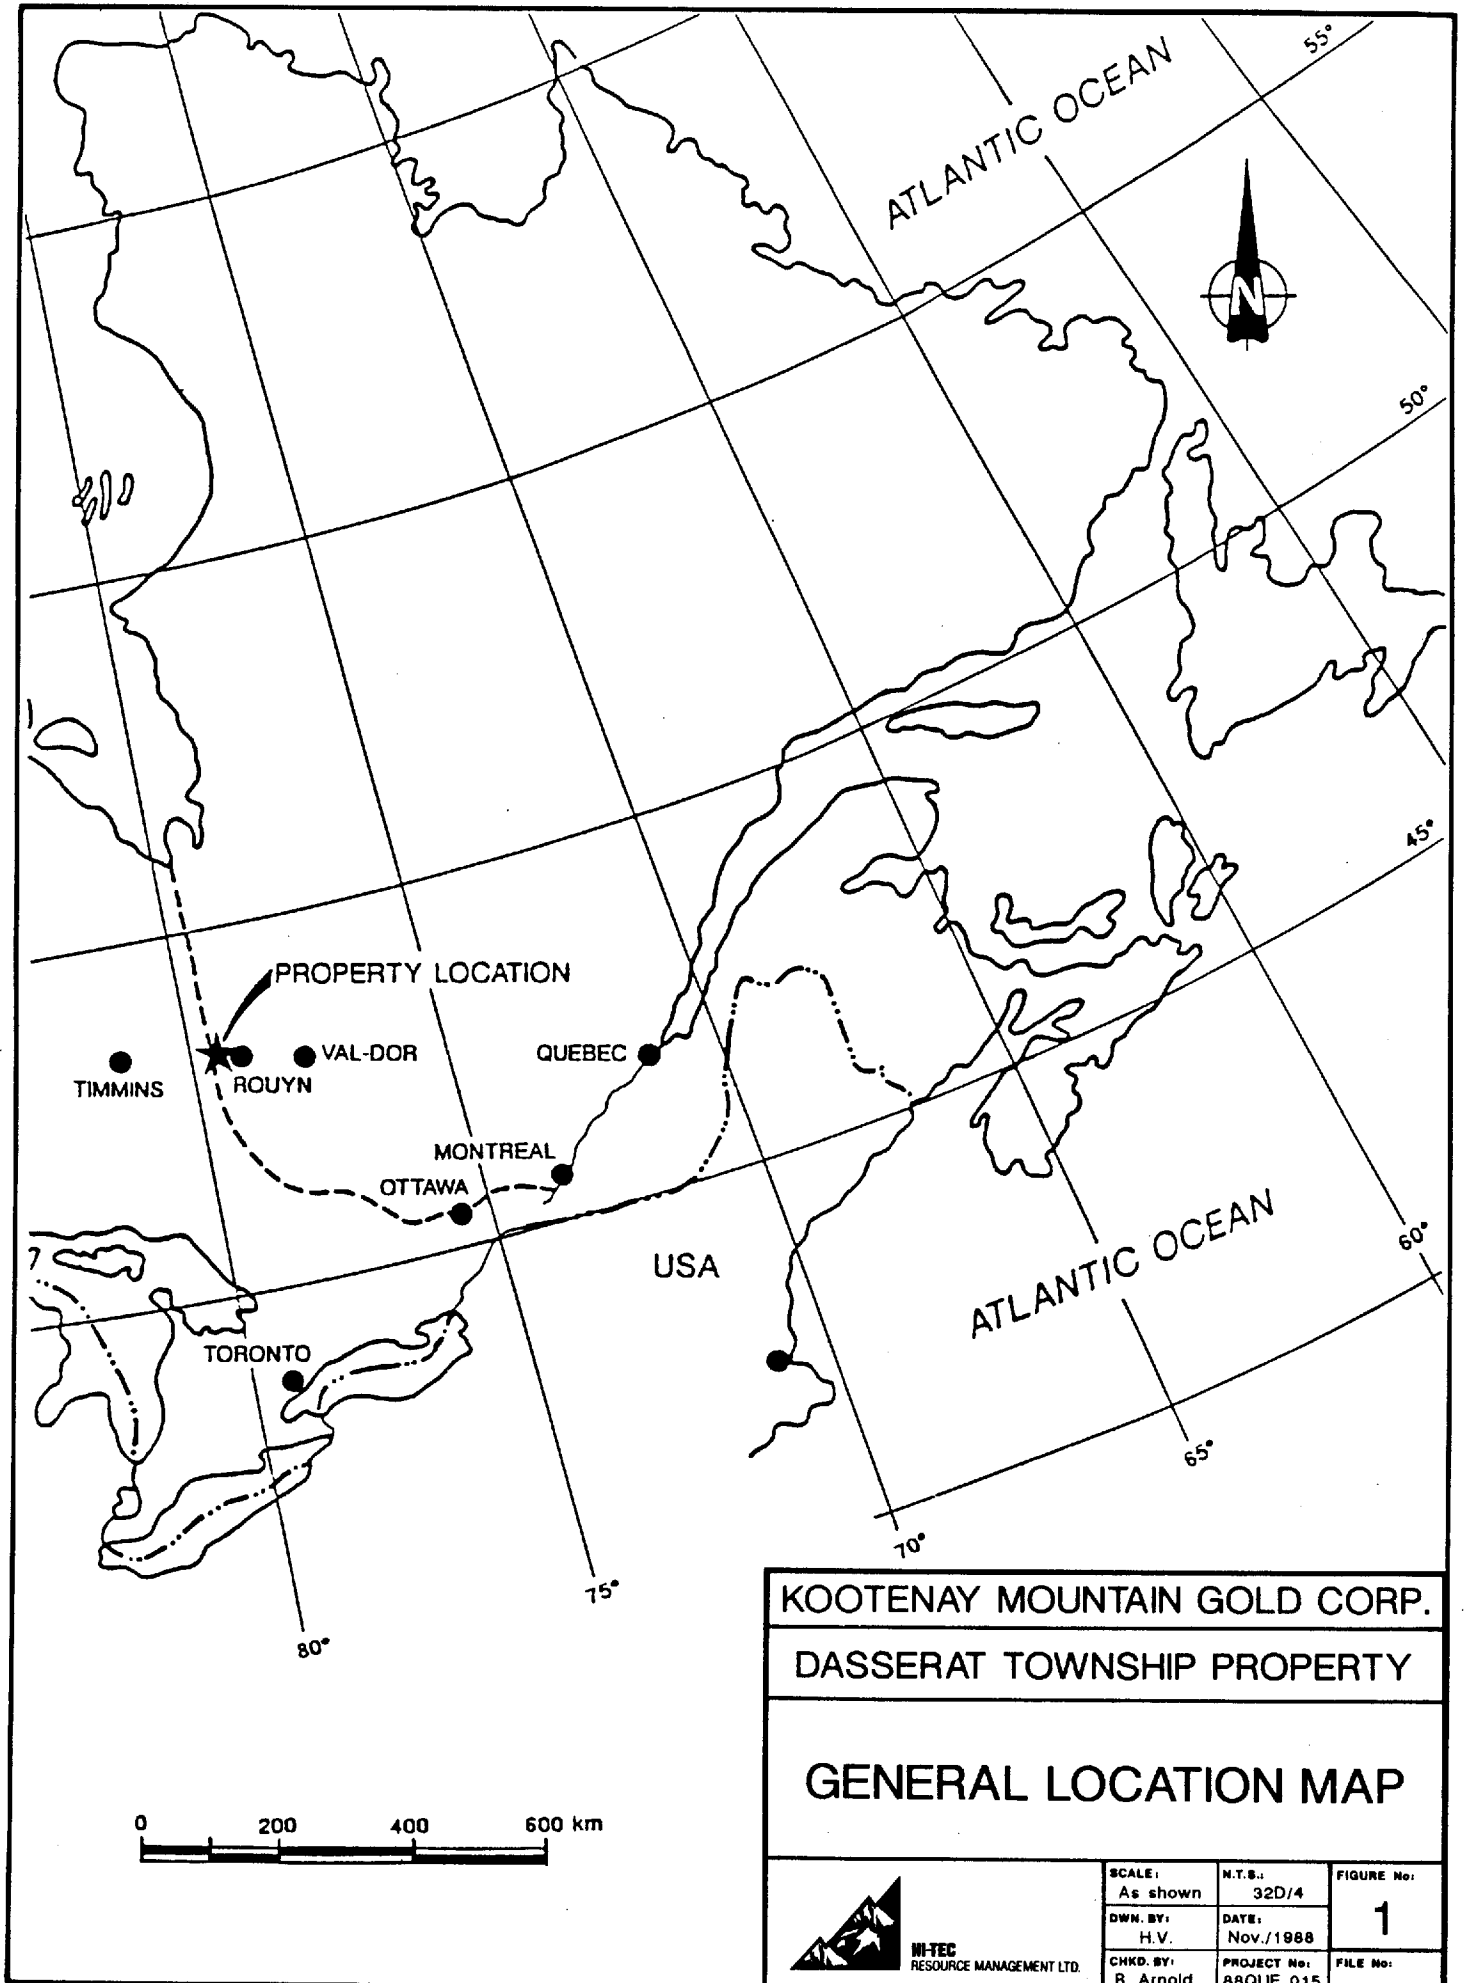 55°
ATLANTIC OCEAN
N
50°
45°
PROPERTY LOCATION
TIMMINS
ROUYN
VAL-DOR
QUEBEC
MONTREAL
OTTAWA
USA
60°
ATLANTIC OCEAN
TORONTO
65°
70°
75°
80°
KOOTENAY MOUNTAIN GOLD CORP.
DASSERAT TOWNSHIP PROPERTY
GENERAL LOCATION MAP
0 200 400 600 km
HI-TEC
RESOURCE MANAGEMENT LTD.
SCALE:
As shown
N.T.S.:
32D/4
FIGURE No:
1
DWN. BY:
H.V.
DATE:
Nov./1988
CHKD. BY:
R. Arnold
PROJECT No:
88QUE 015
FILE No: